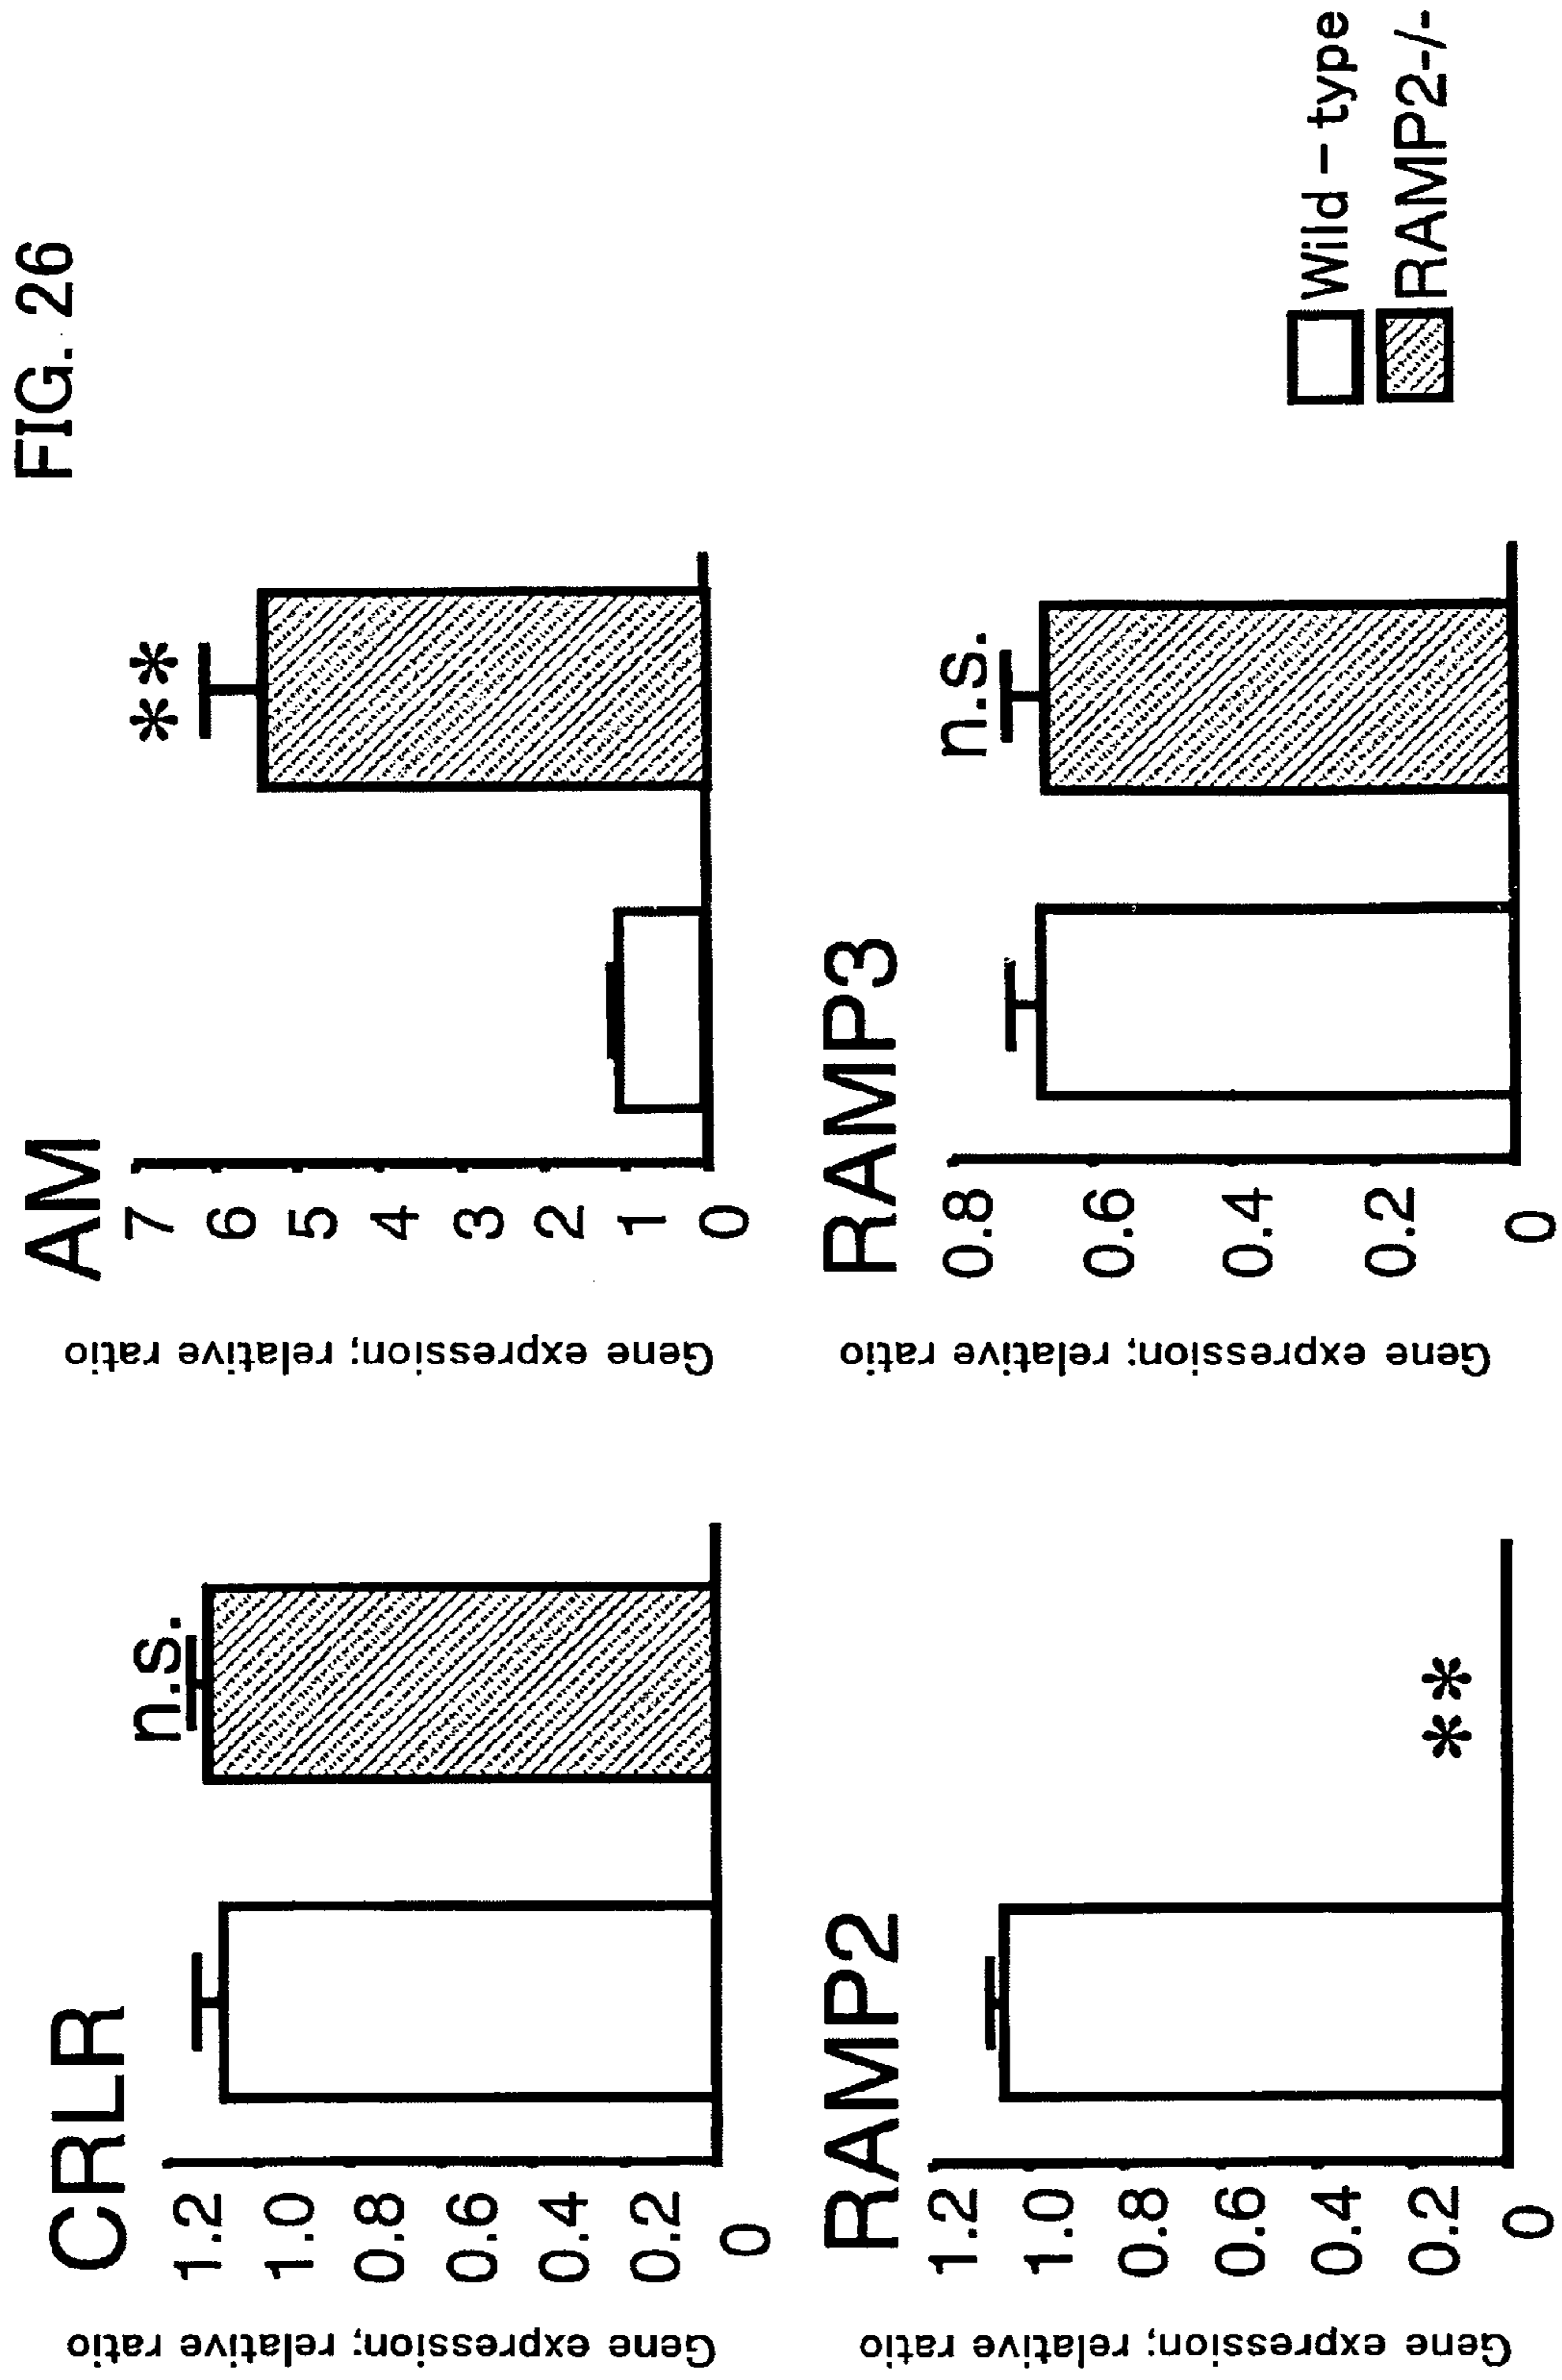 FIG. 26
CRLR
Gene expression; relative ratio
1.2
1.0
0.8
0.6
0.4
0.2
0
n.s.
AM
Gene expression; relative ratio
7
6
5
4
3
2
1
0
**
RAMP2
Gene expression; relative ratio
1.2
1.0
0.8
0.6
0.4
0.2
0
**
RAMP3
Gene expression; relative ratio
0.8
0.6
0.4
0.2
0
n.s.
Wild-type
RAMP2-/-